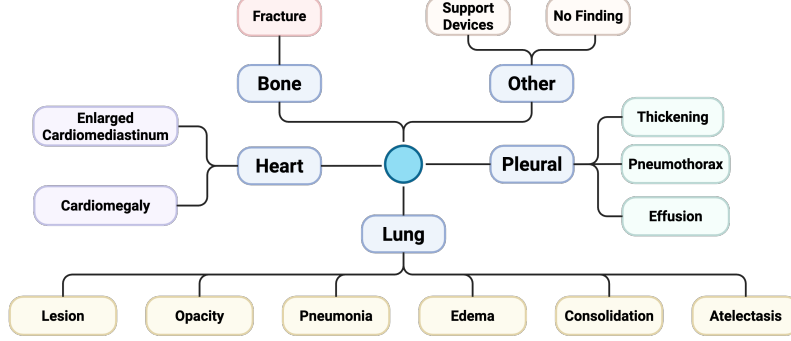 Fracture
Support
Devices
No Finding
Bone
Other
Enlarged
Cardiomediastinum
Thickening
Heart
Pleural
Pneumothorax
Cardiomegaly
Effusion
Lung
Lesion
Opacity
Pneumonia
Edema
Consolidation
Atelectasis